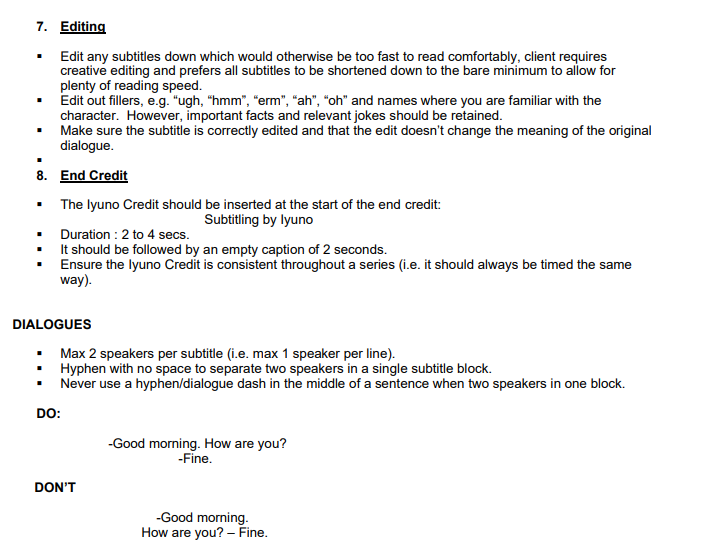 7. Editing
▪ Edit any subtitles down which would otherwise be too fast to read comfortably, client requires
creative editing and prefers all subtitles to be shortened down to the bare minimum to allow for
plenty of reading speed.
▪ Edit out fillers, e.g. “ugh, “hmm”, “erm”, “ah”, “oh” and names where you are familiar with the
character.  However, important facts and relevant jokes should be retained.
▪ Make sure the subtitle is correctly edited and that the edit doesn’t change the meaning of the original
dialogue.
▪
8. End Credit
▪ The Iyuno Credit should be inserted at the start of the end credit:
Subtitling by Iyuno
▪ Duration : 2 to 4 secs.
▪ It should be followed by an empty caption of 2 seconds.
▪ Ensure the Iyuno Credit is consistent throughout a series (i.e. it should always be timed the same
way).
DIALOGUES
▪ Max 2 speakers per subtitle (i.e. max 1 speaker per line).
▪ Hyphen with no space to separate two speakers in a single subtitle block.
▪ Never use a hyphen/dialogue dash in the middle of a sentence when two speakers in one block.
DO:
-Good morning. How are you?
-Fine.
DON’T
-Good morning.
How are you? – Fine.